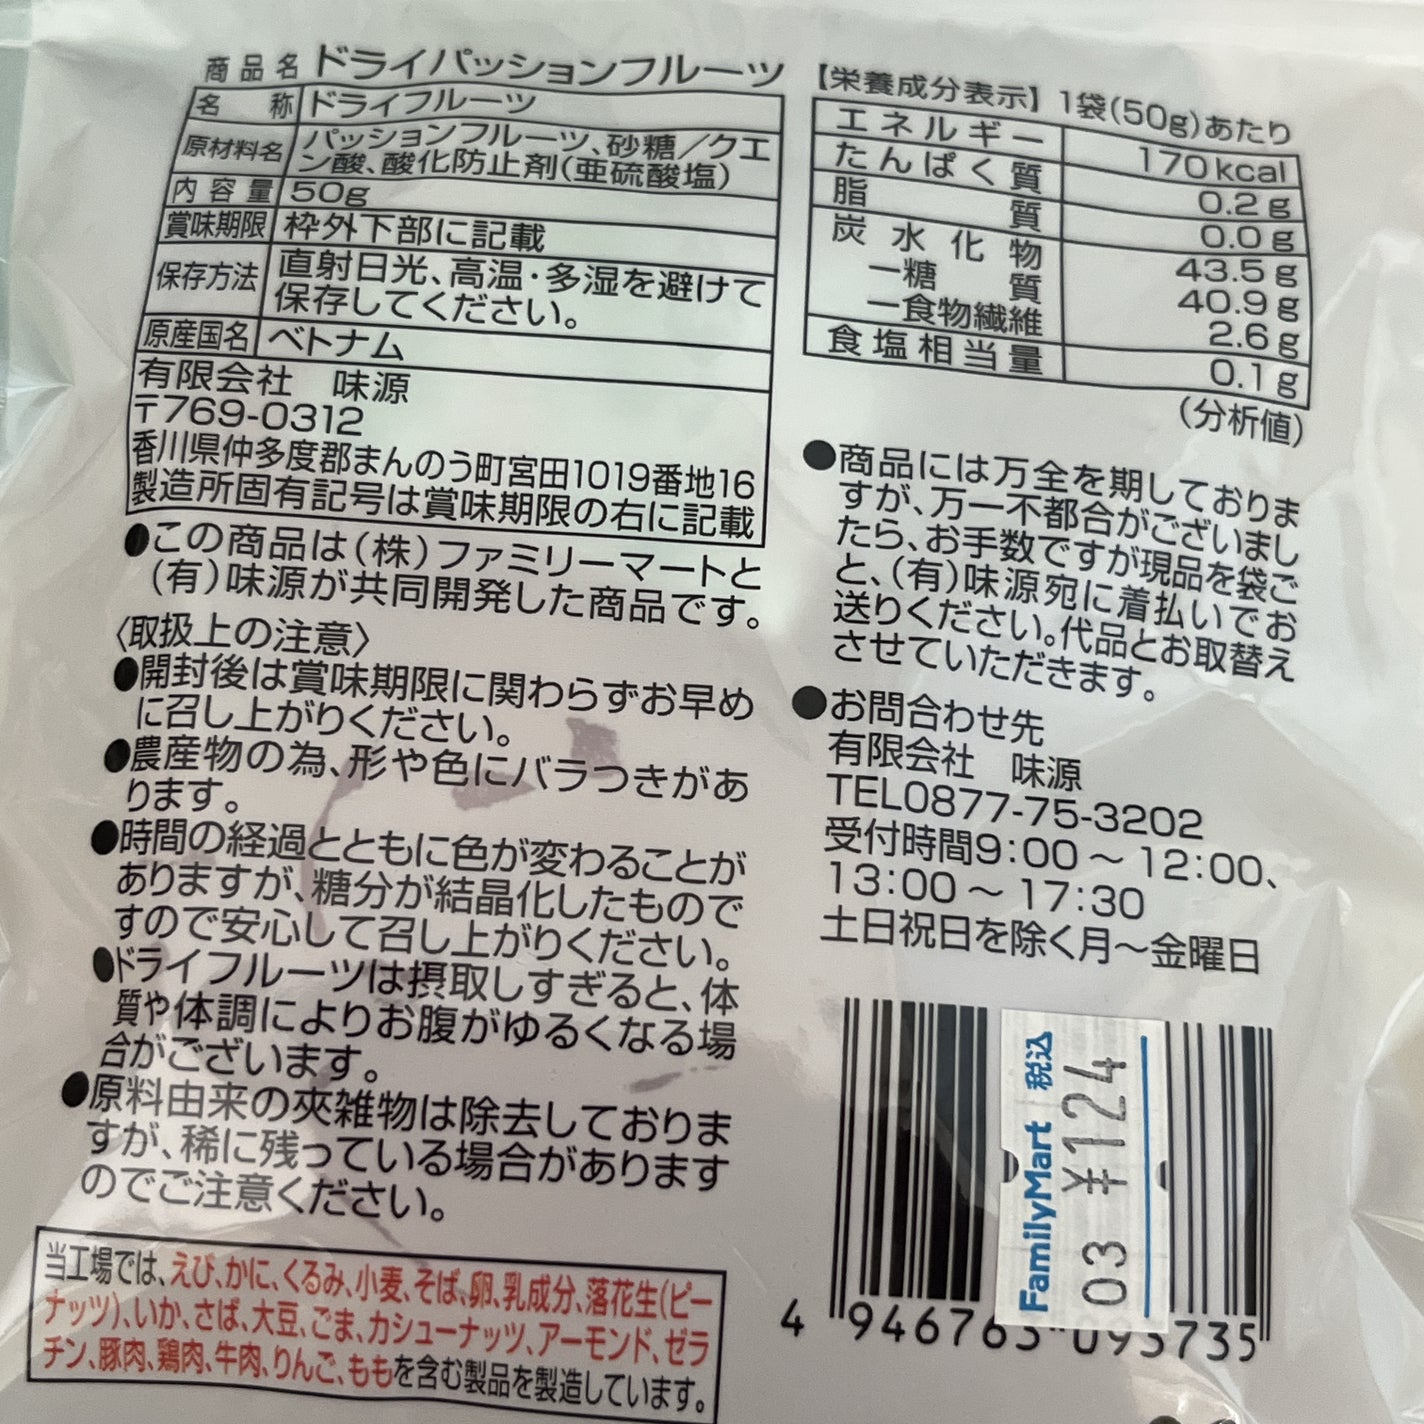 商品名 ドライパッションフルーツ
名称 ドライフルーツ
原材料名 パッションフルーツ、砂糖／クエ
ン酸、酸化防止剤(亜硫酸塩)
内容量 50g
賞味期限 枠外下部に記載
保存方法 直射日光、高温・多湿を避けて
保存してください。
原産国名 ベトナム
有限会社 味源
〒769-0312
香川県仲多度郡まんのう町宮田1019番地16
製造所固有記号は賞味期限の右に記載
●この商品は(株)ファミリーマートと
(有)味源が共同開発した商品です。
〈取扱上の注意〉
●開封後は賞味期限に関わらずお早め
に召し上がりください。
●農産物の為、形や色にバラつきがあ
ります。
●時間の経過とともに色が変わることが
ありますが、糖分が結晶化したもので
すので安心して召し上がりください。
●ドライフルーツは摂取しすぎると、体
質や体調によりお腹がゆるくなる場
合がございます。
●原料由来の夾雑物は除去しておりま
すが、稀に残っている場合があります
のでご注意ください。
当工場では、えび、かに、くるみ、小麦、そば、卵、乳成分、落花生(ピー
ナッツ)、いか、さば、大豆、ごま、カシューナッツ、アーモンド、ゼラ
チン、豚肉、鶏肉、牛肉、りんご、ももを含む製品を製造しています。
【栄養成分表示】1袋(50g)あたり
エネルギー 170kcal
たんぱく質 0.2g
脂質 0.0g
炭水化物 43.5g
ー糖質 40.9g
ー食物繊維 2.6g
食塩相当量 0.1g
(分析値)
●商品には万全を期しておりま
すが、万一不都合がございまし
たら、お手数ですが現品を袋ご
と、(有)味源宛に着払いでお
送りください。代品とお取替え
させていただきます。
●お問合わせ先
有限会社 味源
TEL0877-75-3202
受付時間9:00～12:00、
13:00～17:30
土日祝日を除く月～金曜日
FamilyMart 税込
03 ¥124
4 946763 093735